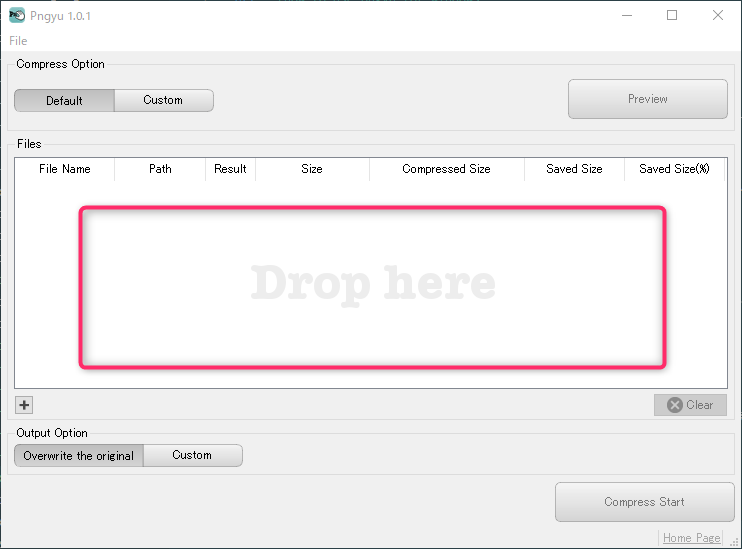 Pngyu 1.0.1
File
Compress Option
Default Custom Preview
Files
File Name Path Result Size Compressed Size Saved Size Saved Size(%)
Drop here
Clear
Output Option
Overwrite the original Custom
Compress Start
Home Page